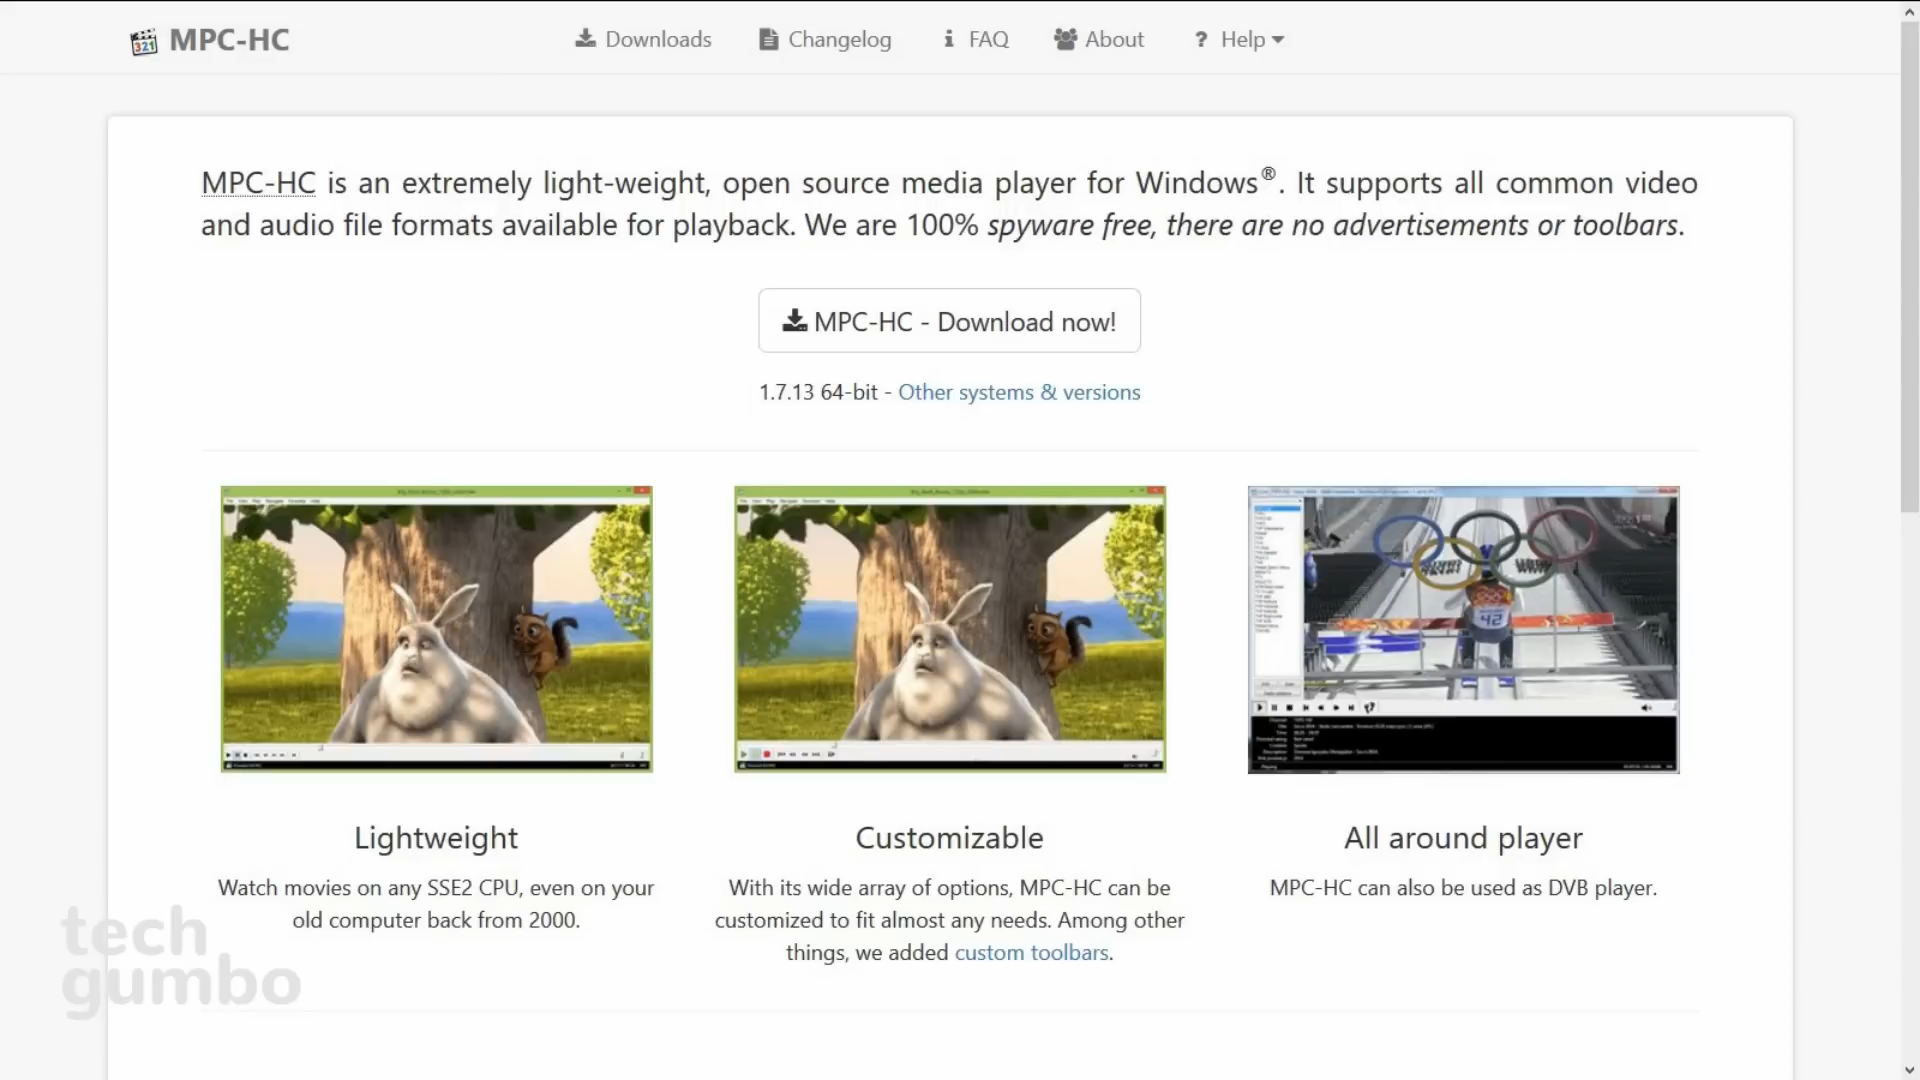 MPC-HC
Downloads
Changelog
FAQ
About
Help
MPC-HC is an extremely light-weight, open source media player for Windows®. It supports all common video
and audio file formats available for playback. We are 100% spyware free, there are no advertisements or toolbars.
MPC-HC - Download now!
1.7.13 64-bit - Other systems & versions
Lightweight
Watch movies on any SSE2 CPU, even on your
old computer back from 2000.
Customizable
With its wide array of options, MPC-HC can be
customized to fit almost any needs. Among other
things, we added custom toolbars.
All around player
MPC-HC can also be used as DVB player.
42
tech
gumbo